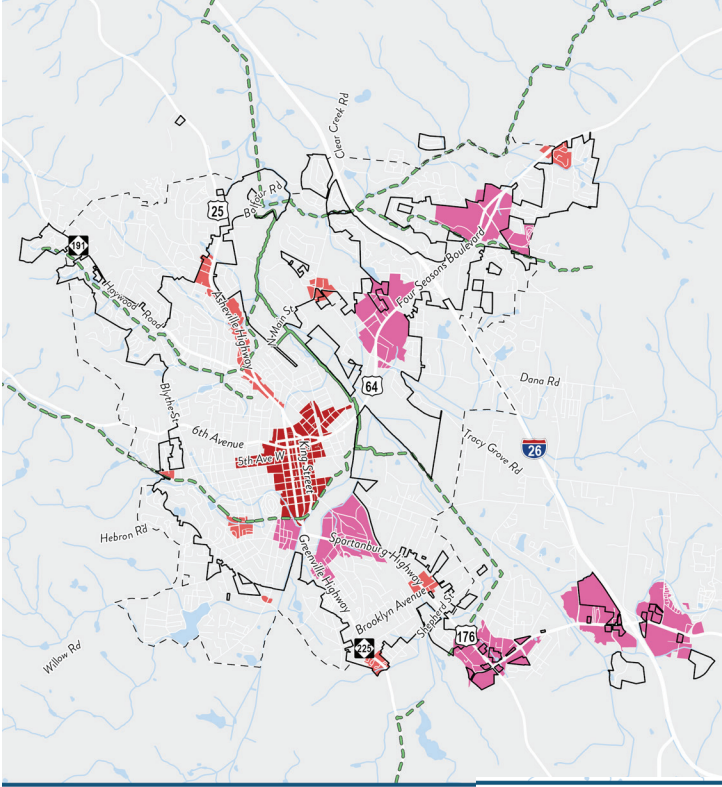 Clear Creek Rd
25
Balfour Rd
191
Four Seasons Boulevard
Haywood Road
Asheville Highway
N Main St
64
Dana Rd
Blythe St
6th Avenue
5th Ave W
King Street
Tracy Grove Rd
26
Hebron Rd
Spartanburg Highway
Greenville Highway
Brooklyn Avenue
Shepherd St
176
225
Willow Rd